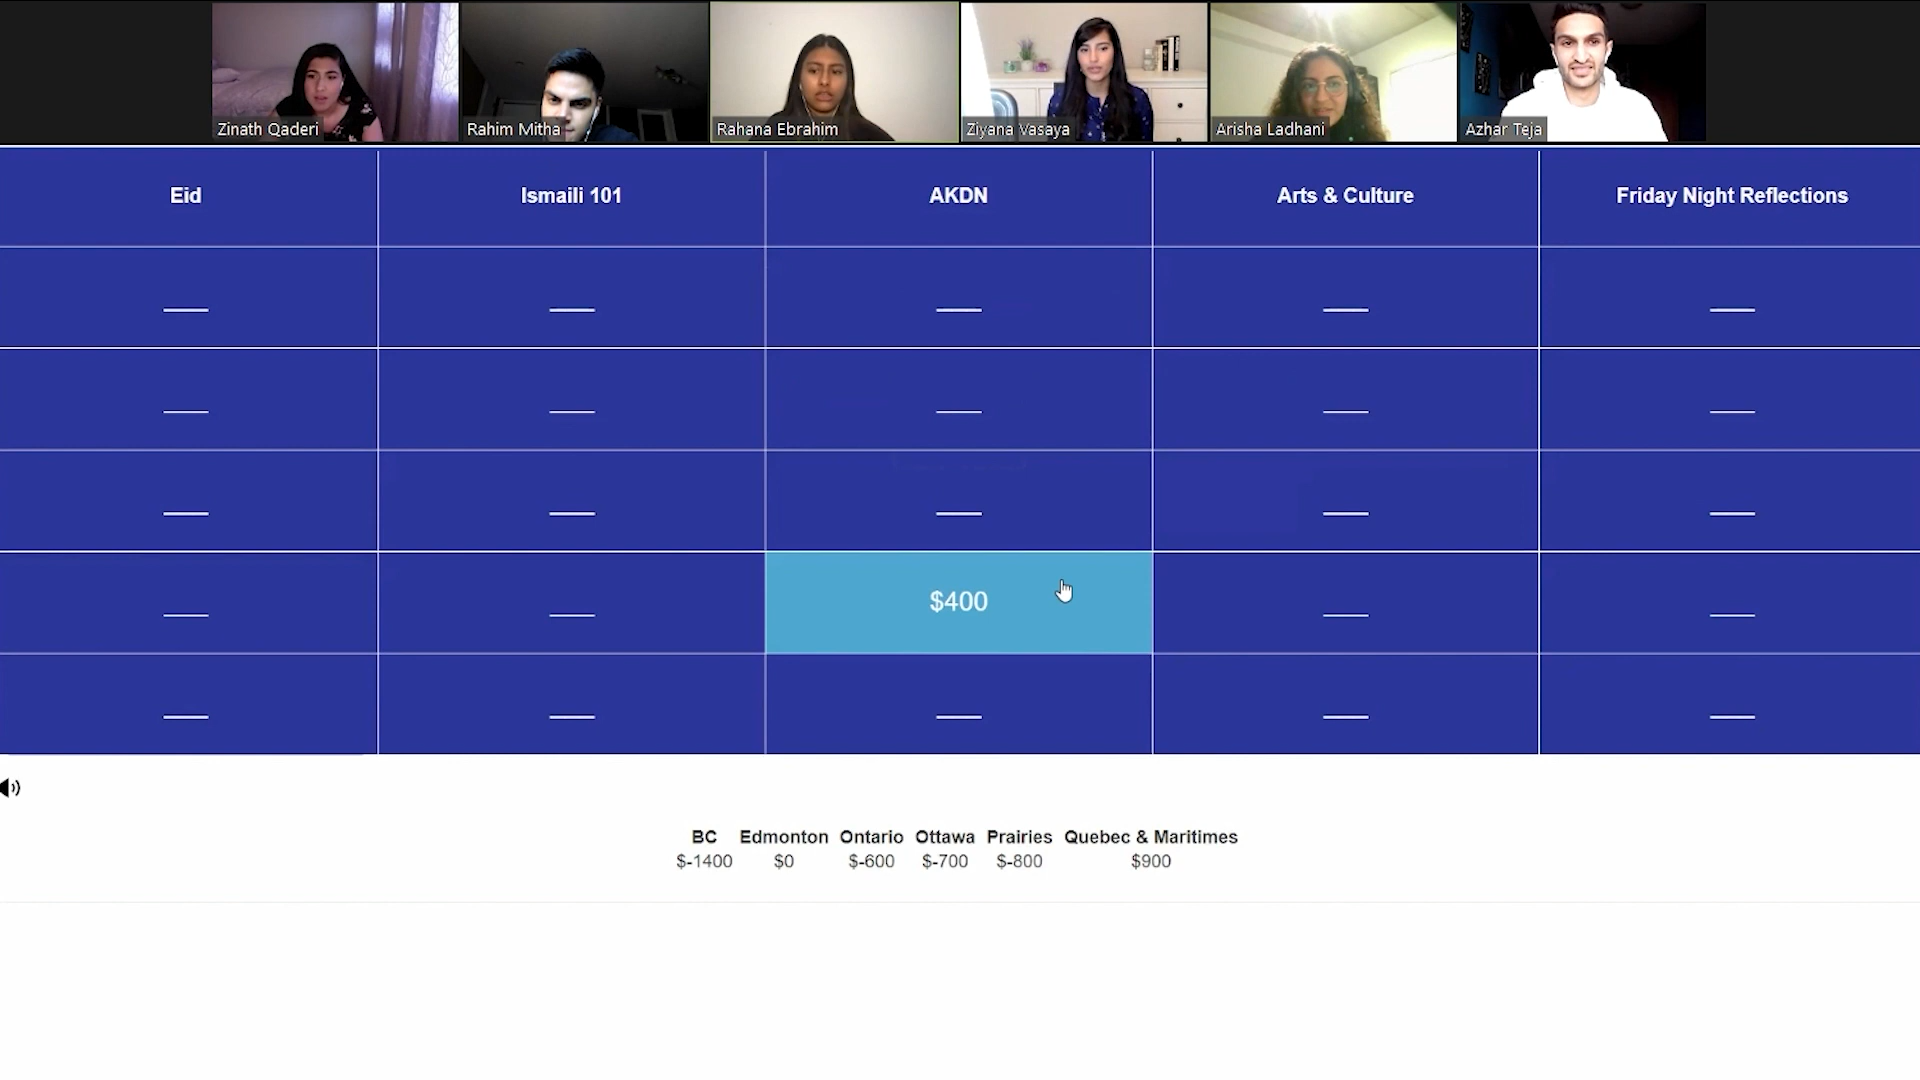 Zinath Qaderi
Rahim Mitha
Rahana Ebrahim
Ziyana Vasaya
Arisha Ladhani
Azhar Teja
Eid Ismaili 101 AKDN Arts & Culture Friday Night Reflections
$400
BC Edmonton Ontario Ottawa Prairies Quebec & Maritimes
$-1400 $0 $-600 $-700 $-800 $900